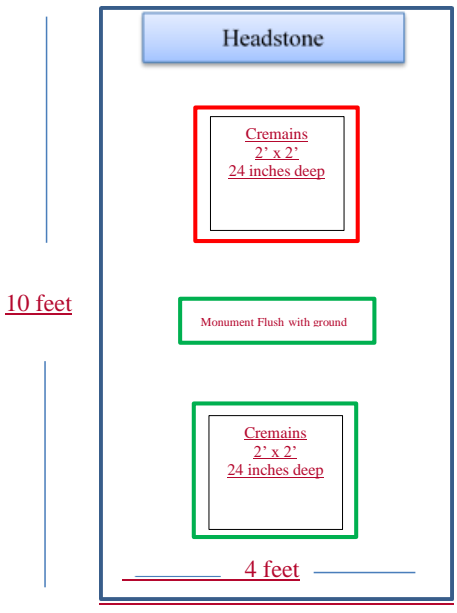 Headstone
Cremains
2’ x 2’
24 inches deep
10 feet
Monument Flush with ground
Cremains
2’ x 2’
24 inches deep
4 feet